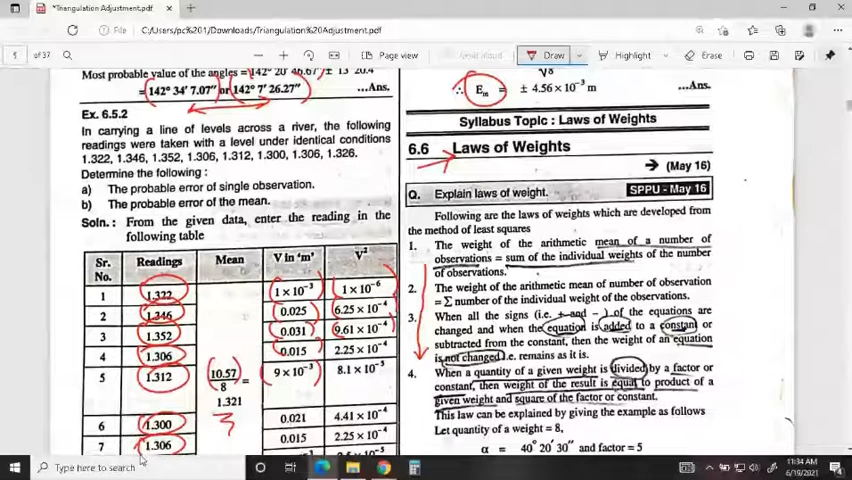 *Triangulation Adjustment.pdf
File
C:/Users/pc%201/Downloads/Triangulation%20Adjustment.pdf
5 of 37
Page view
Read aloud
Draw
Highlight
Erase
Most probable value of the angles = 142° 20' 46.67" ± 13' 20.4"
= 142° 34' 7.07" or 142° 7' 26.27" ...Ans.
Ex. 6.5.2
In carrying a line of levels across a river, the following
readings were taken with a level under identical conditions
1.322, 1.346, 1.352, 1.306, 1.312, 1.300, 1.306, 1.326.
Determine the following :
a) The probable error of single observation.
b) The probable error of the mean.
Soln. : From the given data, enter the reading in the
following table
Sr. No. Readings Mean V in 'm' V²
1 1.322 1 × 10⁻³ 1 × 10⁻⁶
2 1.346 0.025 6.25 × 10⁻⁴
3 1.352 0.031 9.61 × 10⁻⁴
4 1.306 0.015 2.25 × 10⁻⁴
5 1.312 10.57/8 = 1.321 9 × 10⁻³ 8.1 × 10⁻⁵
6 1.300 0.021 4.41 × 10⁻⁴
7 1.306 0.015 2.25 × 10⁻⁴
√8
∴ Eₘ = ± 4.56 × 10⁻³ m ...Ans.
Syllabus Topic : Laws of Weights
6.6 Laws of Weights
→ (May 16)
Q. Explain laws of weight. SPPU - May 16
Following are the laws of weights which are developed from
the method of least squares
1. The weight of the arithmetic mean of a number of
observations = sum of the individual weights of the number
of observations.
2. The weight of the arithmetic mean of number of observation
= Σ number of the individual weight of the observations.
3. When all the signs (i.e. + and – ) of the equations are
changed and when the equation is added to a constant or
subtracted from the constant, then the weight of an equation
is not changed i.e. remains as it is.
4. When a quantity of a given weight is divided by a factor or
constant, then weight of the result is equal to product of a
given weight and square of the factor or constant.
This law can be explained by giving the example as follows
Let quantity of a weight = 8,
α = 40° 20' 30" and factor = 5
Type here to search
11:34 AM
6/19/2021